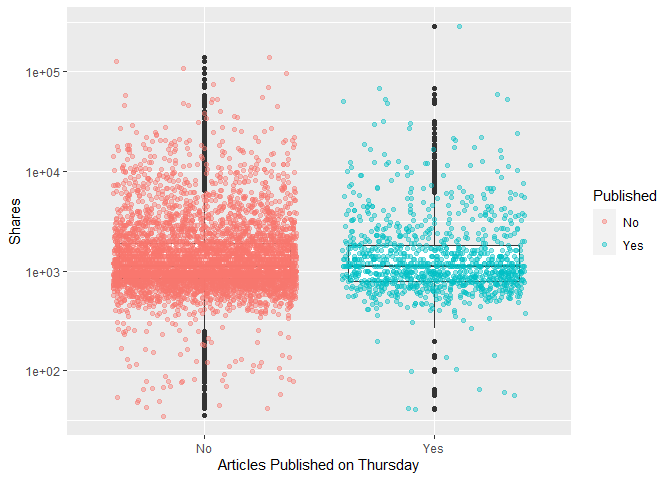 1e+05
1e+04
1e+03
1e+02
Shares
No
Yes
Articles Published on Thursday
Published
No
Yes